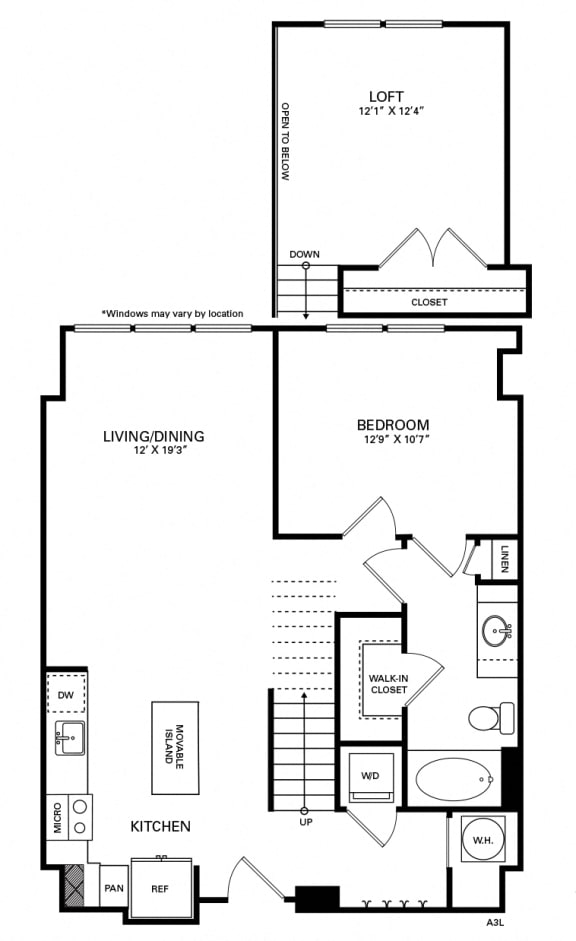 LOFT
12'1" X 12'4"
OPEN TO BELOW
DOWN
CLOSET
*Windows may vary by location
LIVING/DINING
12' X 19'3"
BEDROOM
12'9" X 10'7"
LINEN
WALK-IN
CLOSET
DW
MOVABLE
ISLAND
W/D
MICRO
UP
KITCHEN
W.H.
PAN
REF
A3L